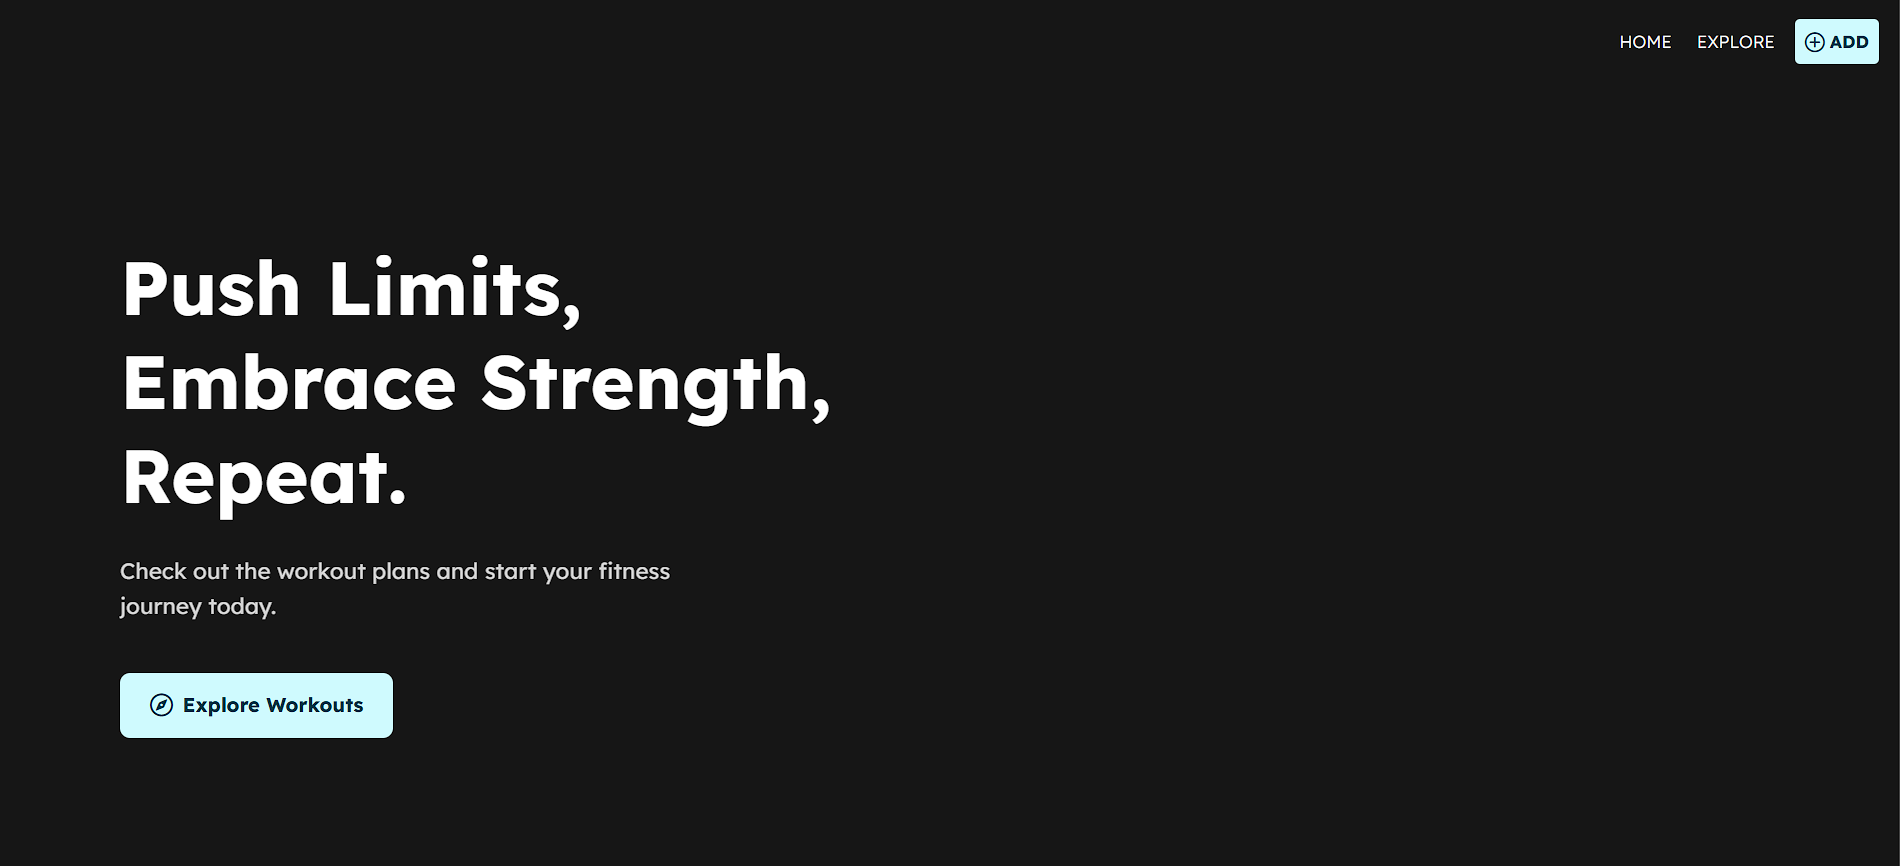 HOME EXPLORE ADD
Push Limits,
Embrace Strength,
Repeat.
Check out the workout plans and start your fitness
journey today.
Explore Workouts